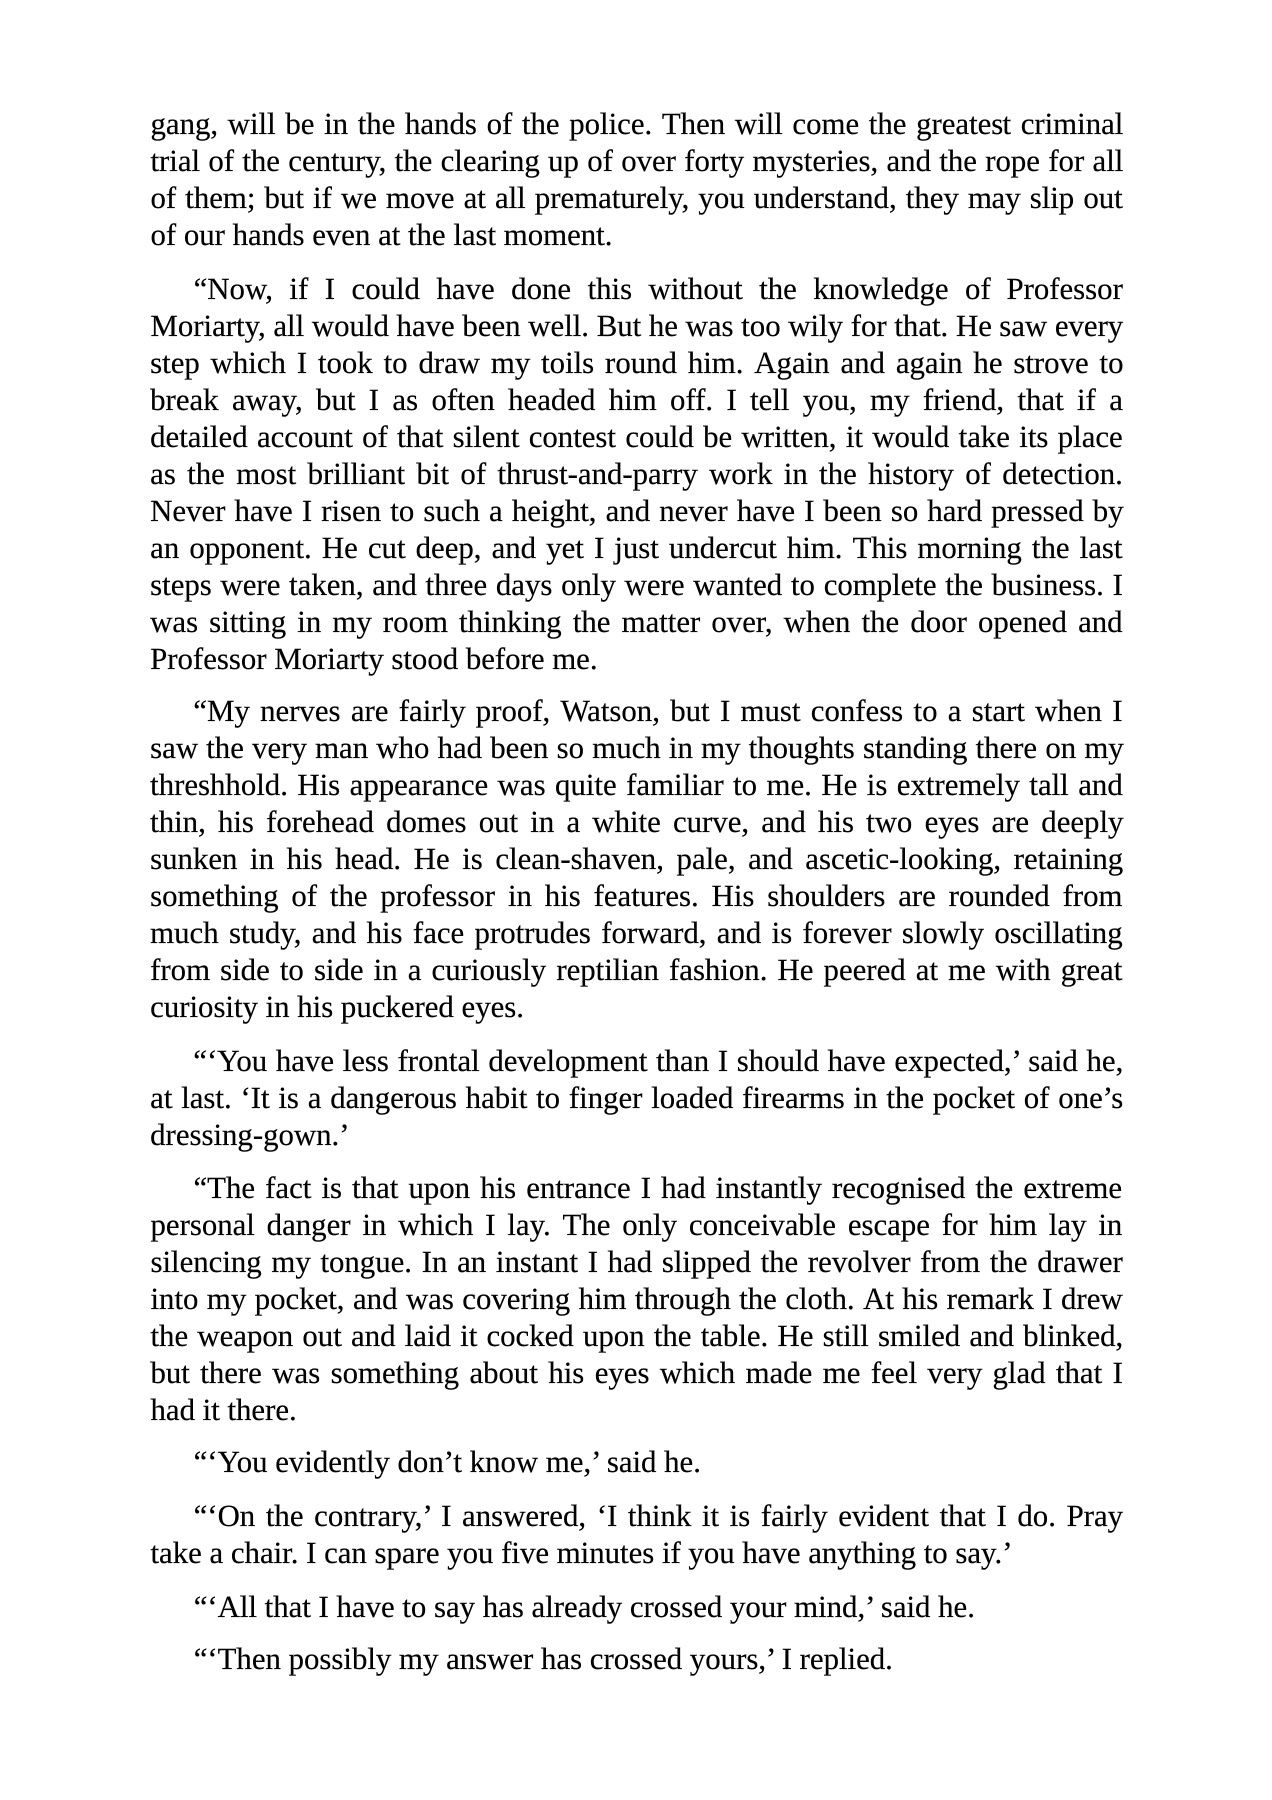 gang, will be in the hands of the police. Then will come the greatest criminal
trial of the century, the clearing up of over forty mysteries, and the rope for all
of them; but if we move at all prematurely, you understand, they may slip out
of our hands even at the last moment.
“Now, if I could have done this without the knowledge of Professor
Moriarty, all would have been well. But he was too wily for that. He saw every
step which I took to draw my toils round him. Again and again he strove to
break away, but I as often headed him off. I tell you, my friend, that if a
detailed account of that silent contest could be written, it would take its place
as the most brilliant bit of thrust-and-parry work in the history of detection.
Never have I risen to such a height, and never have I been so hard pressed by
an opponent. He cut deep, and yet I just undercut him. This morning the last
steps were taken, and three days only were wanted to complete the business. I
was sitting in my room thinking the matter over, when the door opened and
Professor Moriarty stood before me.
“My nerves are fairly proof, Watson, but I must confess to a start when I
saw the very man who had been so much in my thoughts standing there on my
threshhold. His appearance was quite familiar to me. He is extremely tall and
thin, his forehead domes out in a white curve, and his two eyes are deeply
sunken in his head. He is clean-shaven, pale, and ascetic-looking, retaining
something of the professor in his features. His shoulders are rounded from
much study, and his face protrudes forward, and is forever slowly oscillating
from side to side in a curiously reptilian fashion. He peered at me with great
curiosity in his puckered eyes.
“‘You have less frontal development than I should have expected,’ said he,
at last. ‘It is a dangerous habit to finger loaded firearms in the pocket of one’s
dressing-gown.’
“The fact is that upon his entrance I had instantly recognised the extreme
personal danger in which I lay. The only conceivable escape for him lay in
silencing my tongue. In an instant I had slipped the revolver from the drawer
into my pocket, and was covering him through the cloth. At his remark I drew
the weapon out and laid it cocked upon the table. He still smiled and blinked,
but there was something about his eyes which made me feel very glad that I
had it there.
“‘You evidently don’t know me,’ said he.
“‘On the contrary,’ I answered, ‘I think it is fairly evident that I do. Pray
take a chair. I can spare you five minutes if you have anything to say.’
“‘All that I have to say has already crossed your mind,’ said he.
“‘Then possibly my answer has crossed yours,’ I replied.